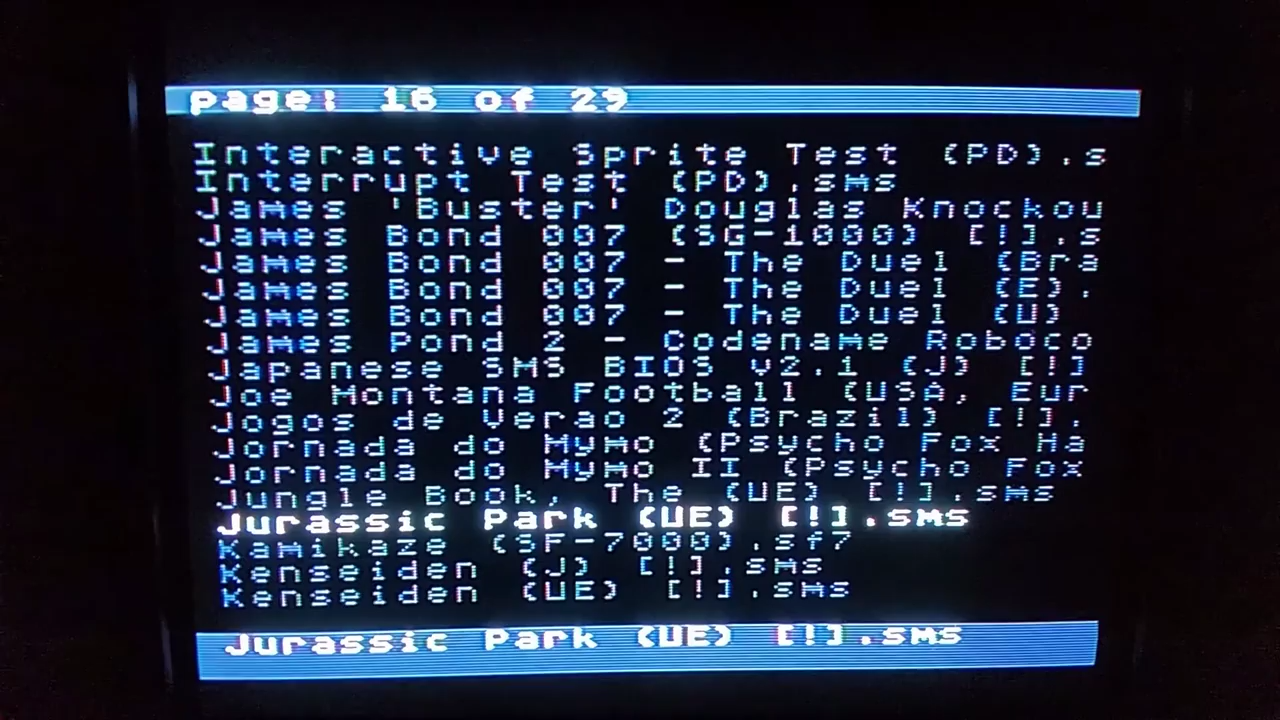 page: 16 of 29
Interactive Sprite Test (PD).s
Interrupt Test (PD).sms
James 'Buster' Douglas Knockou
James Bond 007 (SG-1000) [!].s
James Bond 007 - The Duel (Bra
James Bond 007 - The Duel (E).
James Bond 007 - The Duel (U)
James Pond 2 - Codename Roboco
Japanese SMS BIOS v2.1 (J) [!]
Joe Montana Football (USA, Eur
Jogos de Verao 2 (Brazil) [!].
Jornada do Mymo (Psycho Fox Ha
Jornada do Mymo II (Psycho Fox
Jungle Book, The (UE) [!].sms
Jurassic Park (UE) [!].sms
Kamikaze (SF-7000).sf7
Kenseiden (J) [!].sms
Kenseiden (UE) [!].sms
Jurassic Park (UE) [!].sms